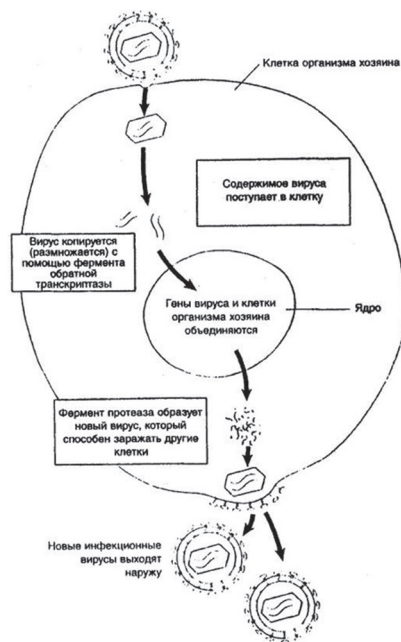 Клетка организма хозяина
Содержимое вируса
поступает в клетку
Вирус копируется
(размножается) с
помощью фермента
обратной
транскриптазы
Гены вируса и клетки
организма хозяина
объединяются
Ядро
Фермент протеаза образует
новый вирус, который
способен заражать другие
клетки
Новые инфекционные
вирусы выходят
наружу